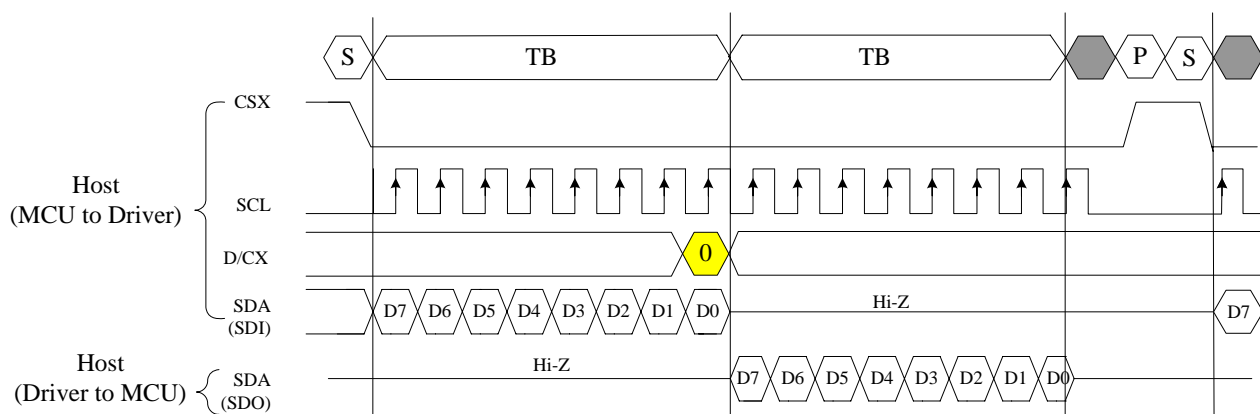 S TB TB P S
CSX
Host
(MCU to Driver)
SCL
D/CX 0
SDA
(SDI)
D7 D6 D5 D4 D3 D2 D1 D0 Hi-Z D7
Host
(Driver to MCU)
SDA
(SDO)
Hi-Z D7 D6 D5 D4 D3 D2 D1 D0